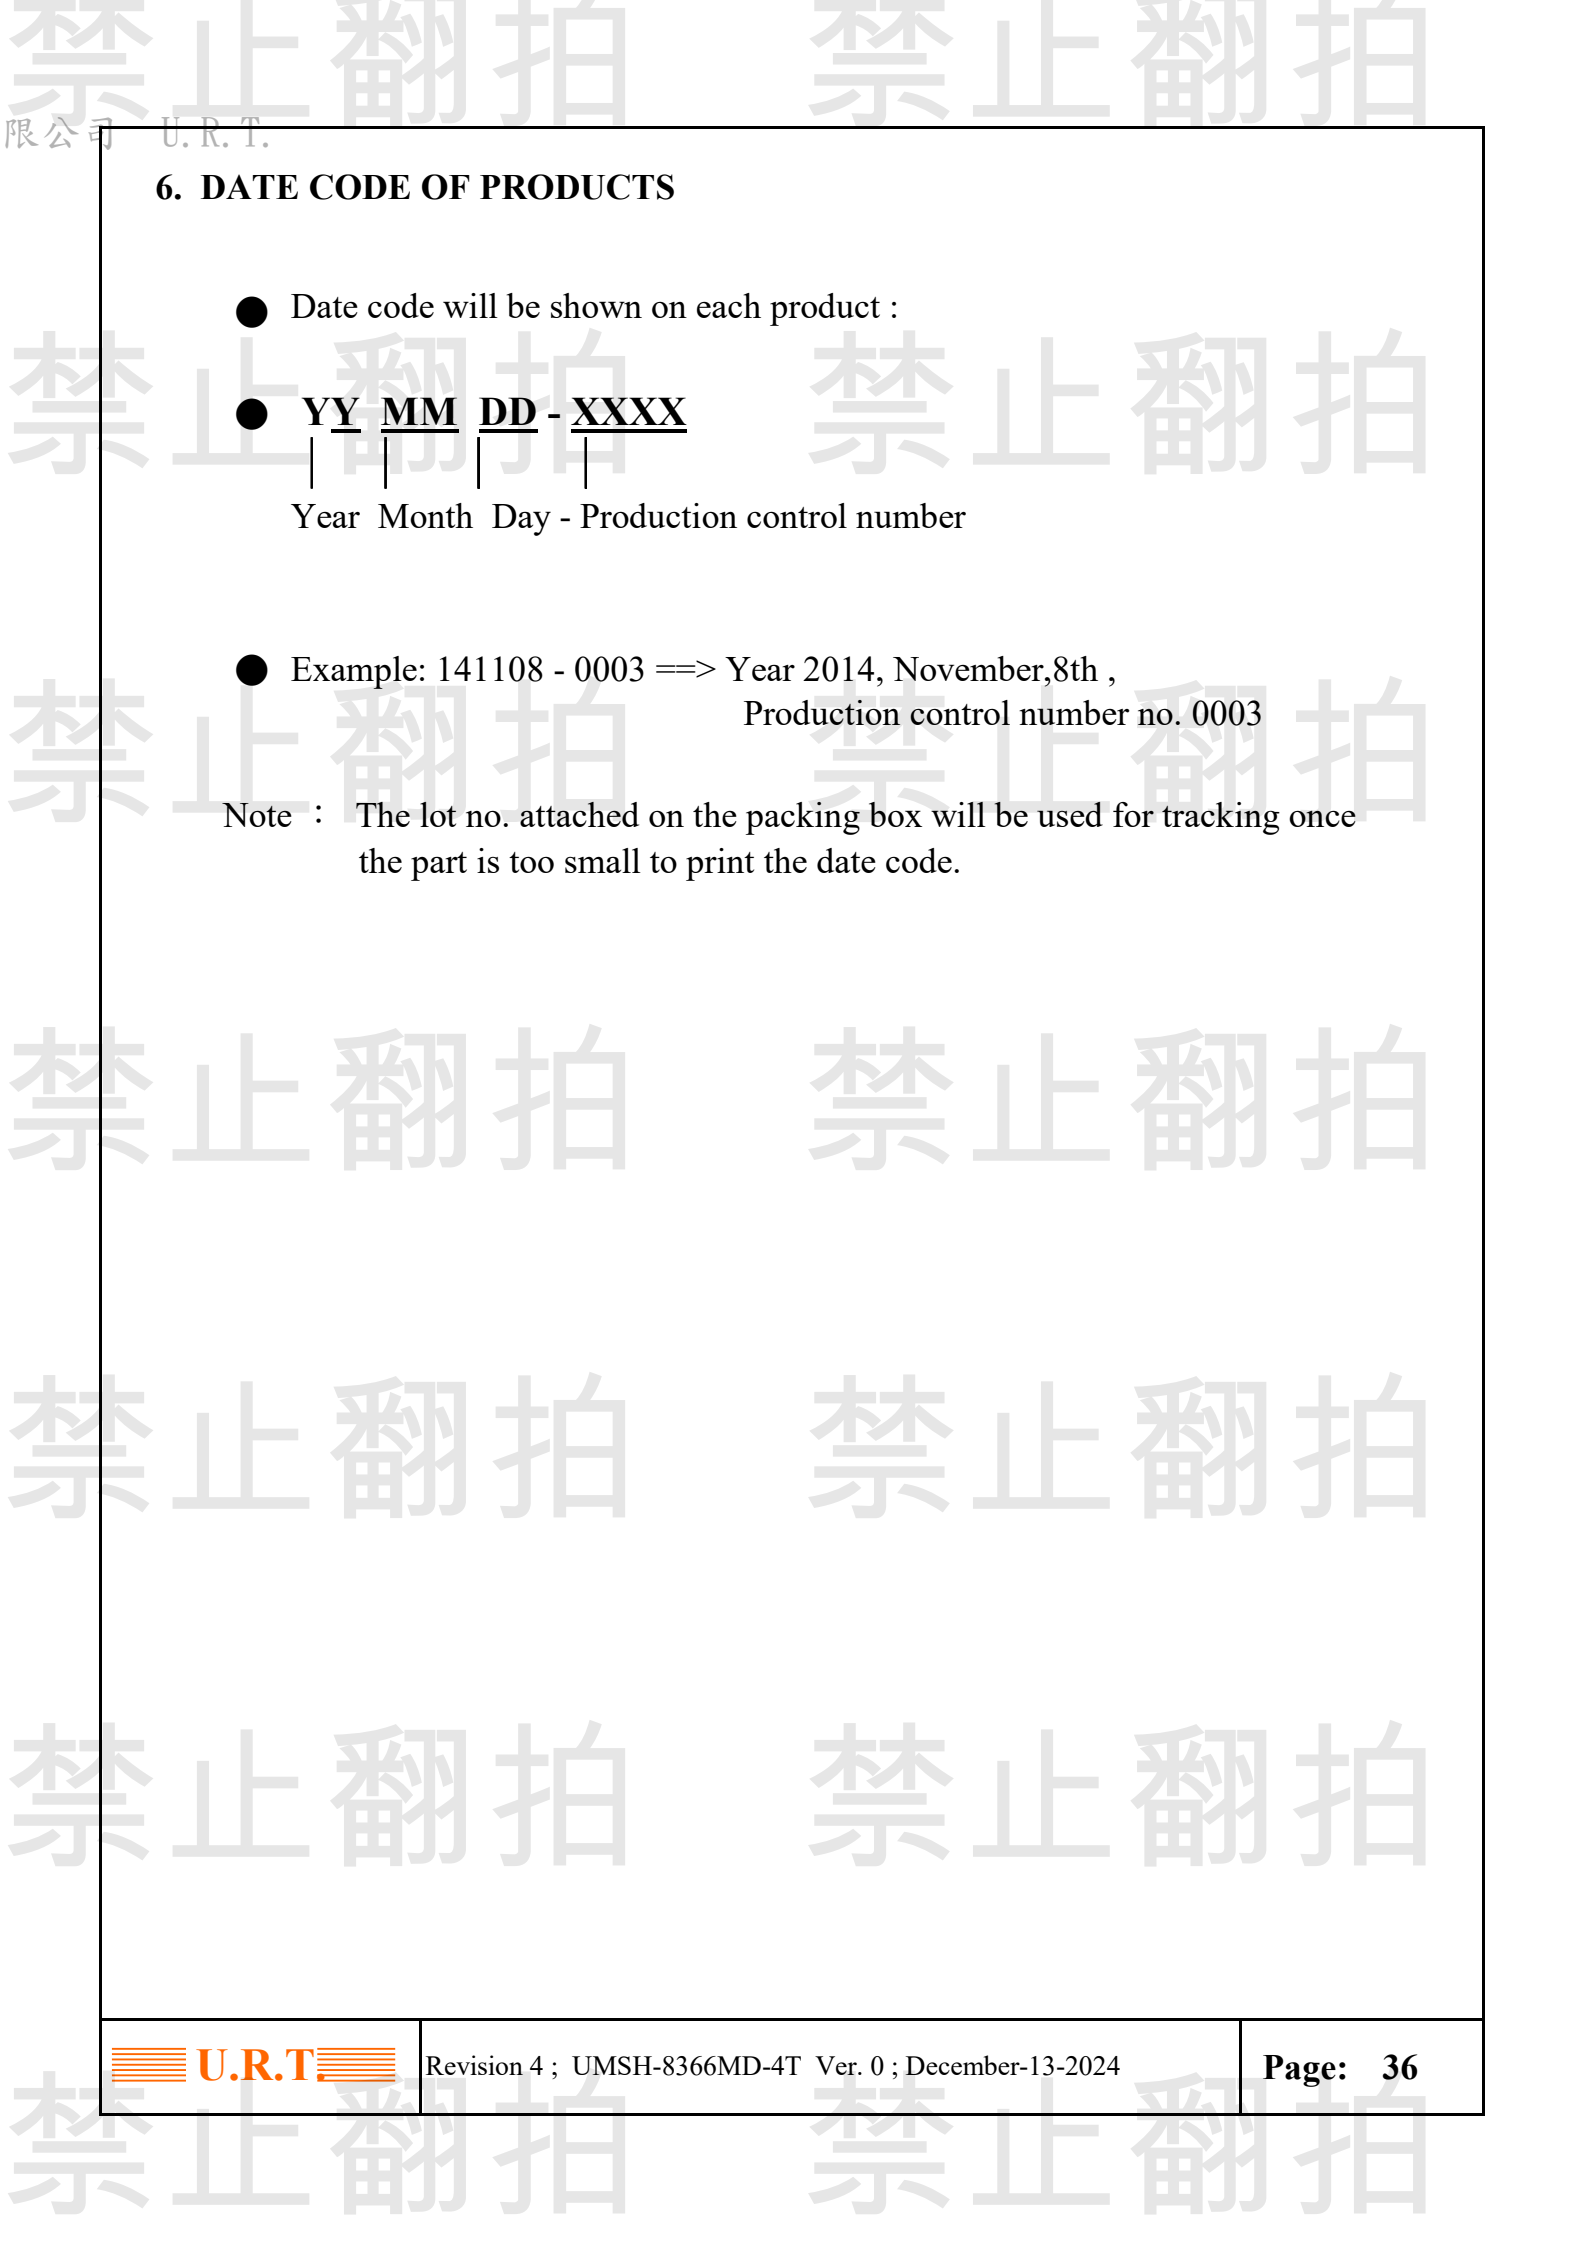 禁止翻拍 禁止翻拍
限公司 U.R.T.
6. DATE CODE OF PRODUCTS
● Date code will be shown on each product :
禁止翻拍 禁止翻拍
● YY MM DD - XXXX
Year Month Day - Production control number
● Example: 141108 - 0003 ==> Year 2014, November,8th ,
Production control number no. 0003
禁止翻拍 禁止翻拍
Note : The lot no. attached on the packing box will be used for tracking once
the part is too small to print the date code.
禁止翻拍 禁止翻拍
禁止翻拍 禁止翻拍
禁止翻拍 禁止翻拍
U.R.T. Revision 4 ; UMSH-8366MD-4T Ver. 0 ; December-13-2024 Page: 36
禁止翻拍 禁止翻拍